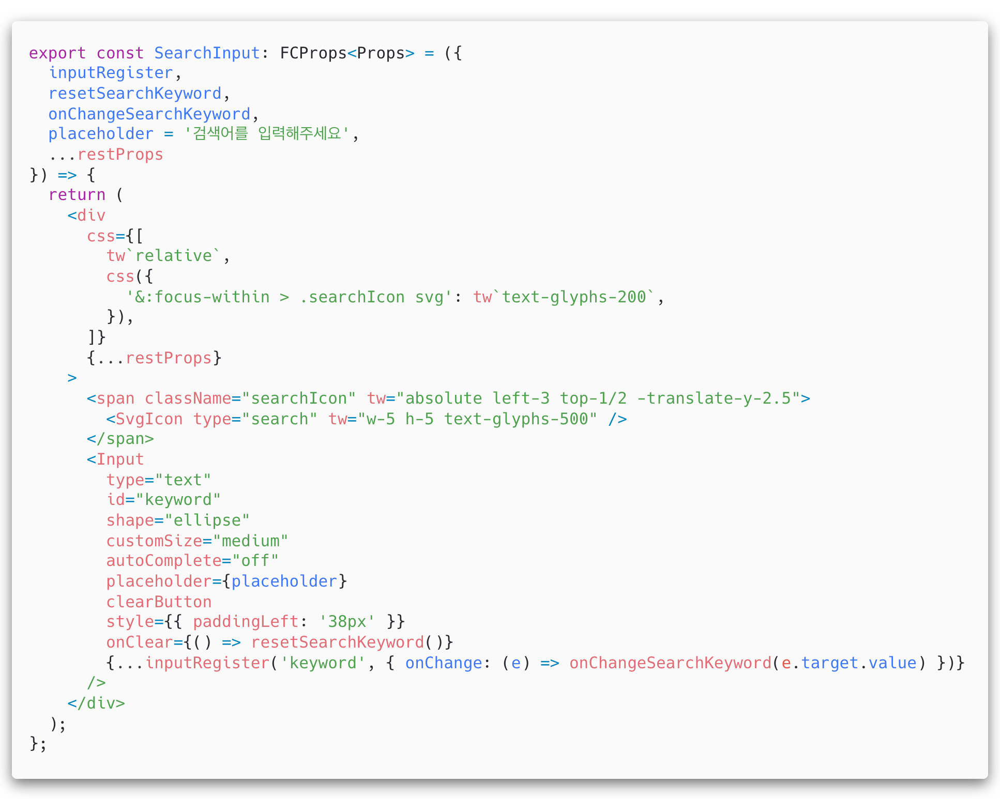 export const SearchInput: FCProps<Props> = ({
  inputRegister,
  resetSearchKeyword,
  onChangeSearchKeyword,
  placeholder = '검색어를 입력해주세요',
  ...restProps
}) => {
  return (
    <div
      css={[
        tw`relative`,
        css({
          '&:focus-within > .searchIcon svg': tw`text-glyphs-200`,
        }),
      ]}
      {...restProps}
    >
      <span className="searchIcon" tw="absolute left-3 top-1/2 -translate-y-2.5">
        <SvgIcon type="search" tw="w-5 h-5 text-glyphs-500" />
      </span>
      <Input
        type="text"
        id="keyword"
        shape="ellipse"
        customSize="medium"
        autoComplete="off"
        placeholder={placeholder}
        clearButton
        style={{ paddingLeft: '38px' }}
        onClear={() => resetSearchKeyword()}
        {...inputRegister('keyword', { onChange: (e) => onChangeSearchKeyword(e.target.value) })}
      />
    </div>
  );
};